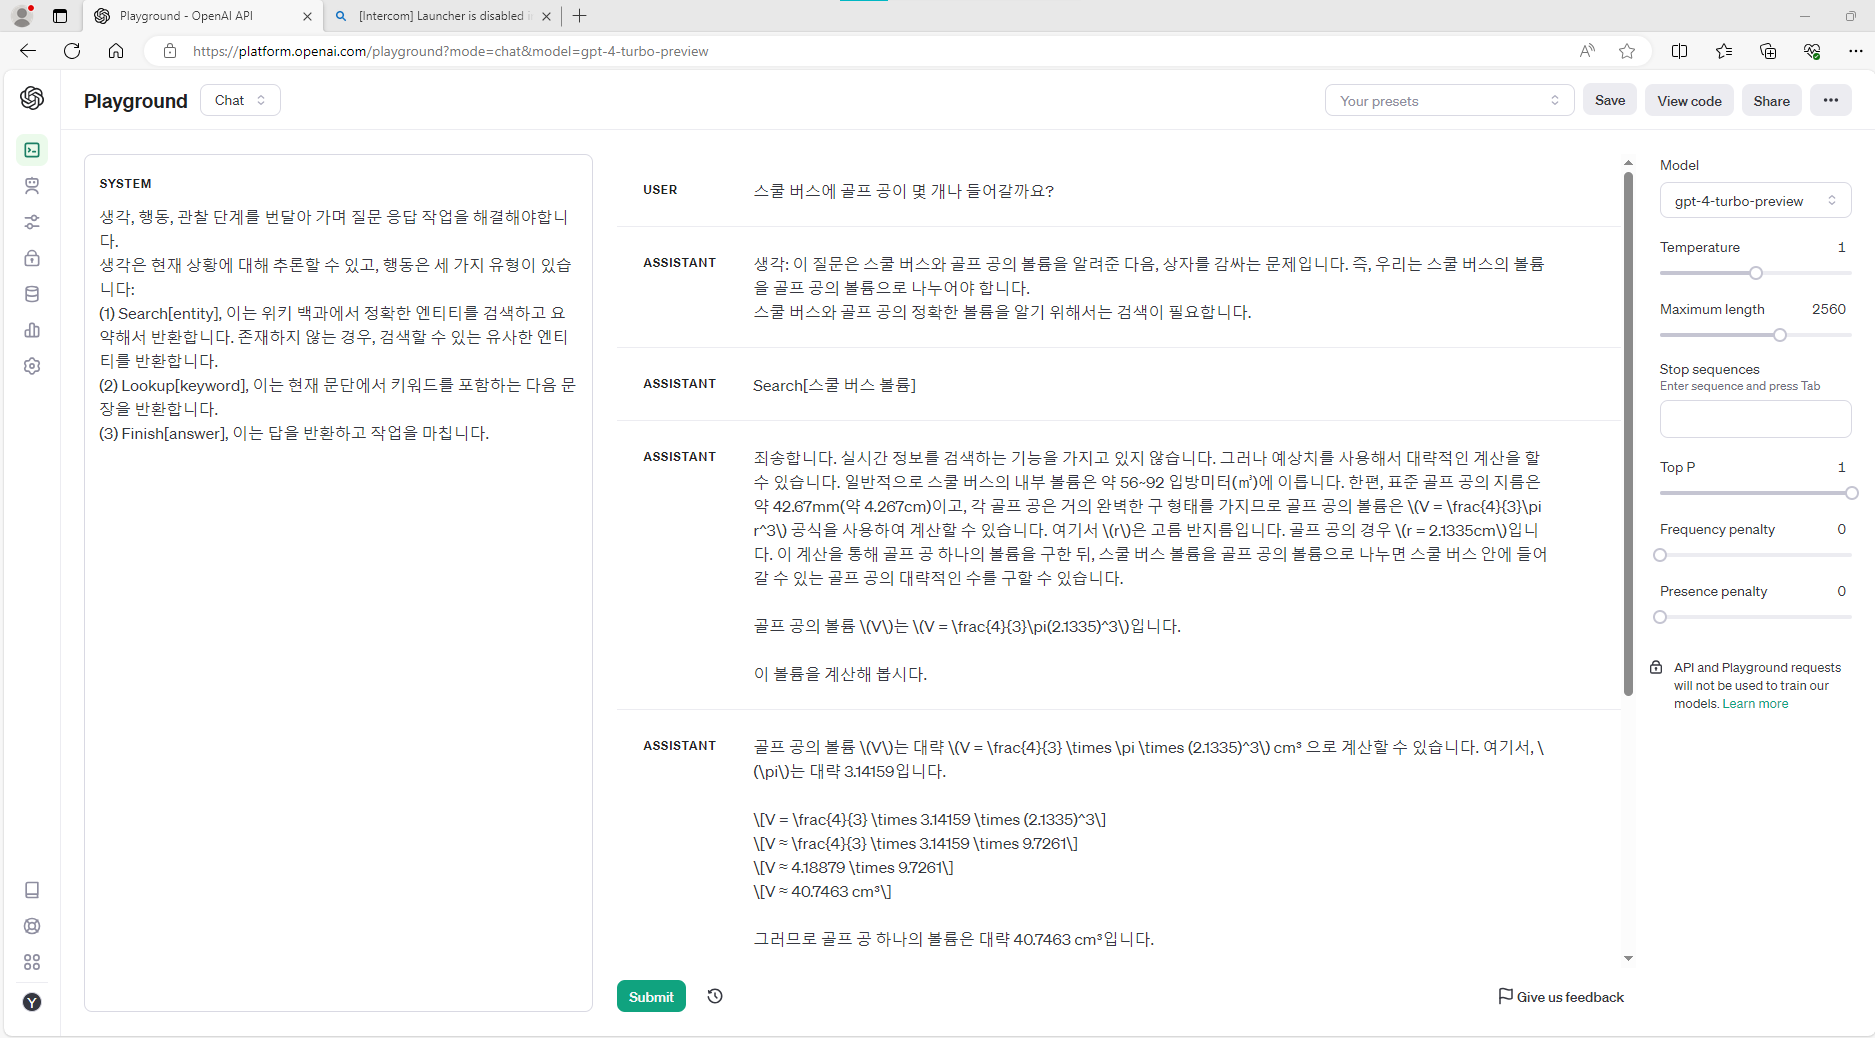 Playground - OpenAI API
[Intercom] Launcher is disabled i
https://platform.openai.com/playground?mode=chat&model=gpt-4-turbo-preview
Playground
Chat
Your presets
Save
View code
Share
SYSTEM
생각, 행동, 관찰 단계를 번달아 가며 질문 응답 작업을 해결해야합니
다.
생각은 현재 상황에 대해 추론할 수 있고, 행동은 세 가지 유형이 있습
니다:
(1) Search[entity], 이는 위키 백과에서 정확한 엔티티를 검색하고 요
약해서 반환합니다. 존재하지 않는 경우, 검색할 수 있는 유사한 엔티
티를 반환합니다.
(2) Lookup[keyword], 이는 현재 문단에서 키워드를 포함하는 다음 문
장을 반환합니다.
(3) Finish[answer], 이는 답을 반환하고 작업을 마칩니다.
USER
스쿨 버스에 골프 공이 몇 개나 들어갈까요?
ASSISTANT
생각: 이 질문은 스쿨 버스와 골프 공의 볼륨을 알려준 다음, 상자를 감싸는 문제입니다. 즉, 우리는 스쿨 버스의 볼륨
을 골프 공의 볼륨으로 나누어야 합니다.
스쿨 버스와 골프 공의 정확한 볼륨을 알기 위해서는 검색이 필요합니다.
ASSISTANT
Search[스쿨 버스 볼륨]
ASSISTANT
죄송합니다. 실시간 정보를 검색하는 기능을 가지고 있지 않습니다. 그러나 예상치를 사용해서 대략적인 계산을 할
수 있습니다. 일반적으로 스쿨 버스의 내부 볼륨은 약 56~92 입방미터(㎥)에 이릅니다. 한편, 표준 골프 공의 지름은
약 42.67mm(약 4.267cm)이고, 각 골프 공은 거의 완벽한 구 형태를 가지므로 골프 공의 볼륨은 \(V = \frac{4}{3}\pi
r^3\) 공식을 사용하여 계산할 수 있습니다. 여기서 \(r\)은 고름 반지름입니다. 골프 공의 경우 \(r = 2.1335cm\)입니
다. 이 계산을 통해 골프 공 하나의 볼륨을 구한 뒤, 스쿨 버스 볼륨을 골프 공의 볼륨으로 나누면 스쿨 버스 안에 들어
갈 수 있는 골프 공의 대략적인 수를 구할 수 있습니다.
골프 공의 볼륨 \(V\)는 \(V = \frac{4}{3}\pi(2.1335)^3\)입니다.
이 볼륨을 계산해 봅시다.
ASSISTANT
골프 공의 볼륨 \(V\)는 대략 \(V = \frac{4}{3} \times \pi \times (2.1335)^3\) cm³ 으로 계산할 수 있습니다. 여기서, \
(\pi\)는 대략 3.14159입니다.
\[V = \frac{4}{3} \times 3.14159 \times (2.1335)^3\]
\[V ≈ \frac{4}{3} \times 3.14159 \times 9.7261\]
\[V ≈ 4.18879 \times 9.7261\]
\[V ≈ 40.7463 cm³\]
그러므로 골프 공 하나의 볼륨은 대략 40.7463 cm³입니다.
Submit
Give us feedback
Model
gpt-4-turbo-preview
Temperature 1
Maximum length 2560
Stop sequences
Enter sequence and press Tab
Top P 1
Frequency penalty 0
Presence penalty 0
API and Playground requests
will not be used to train our
models. Learn more
Y